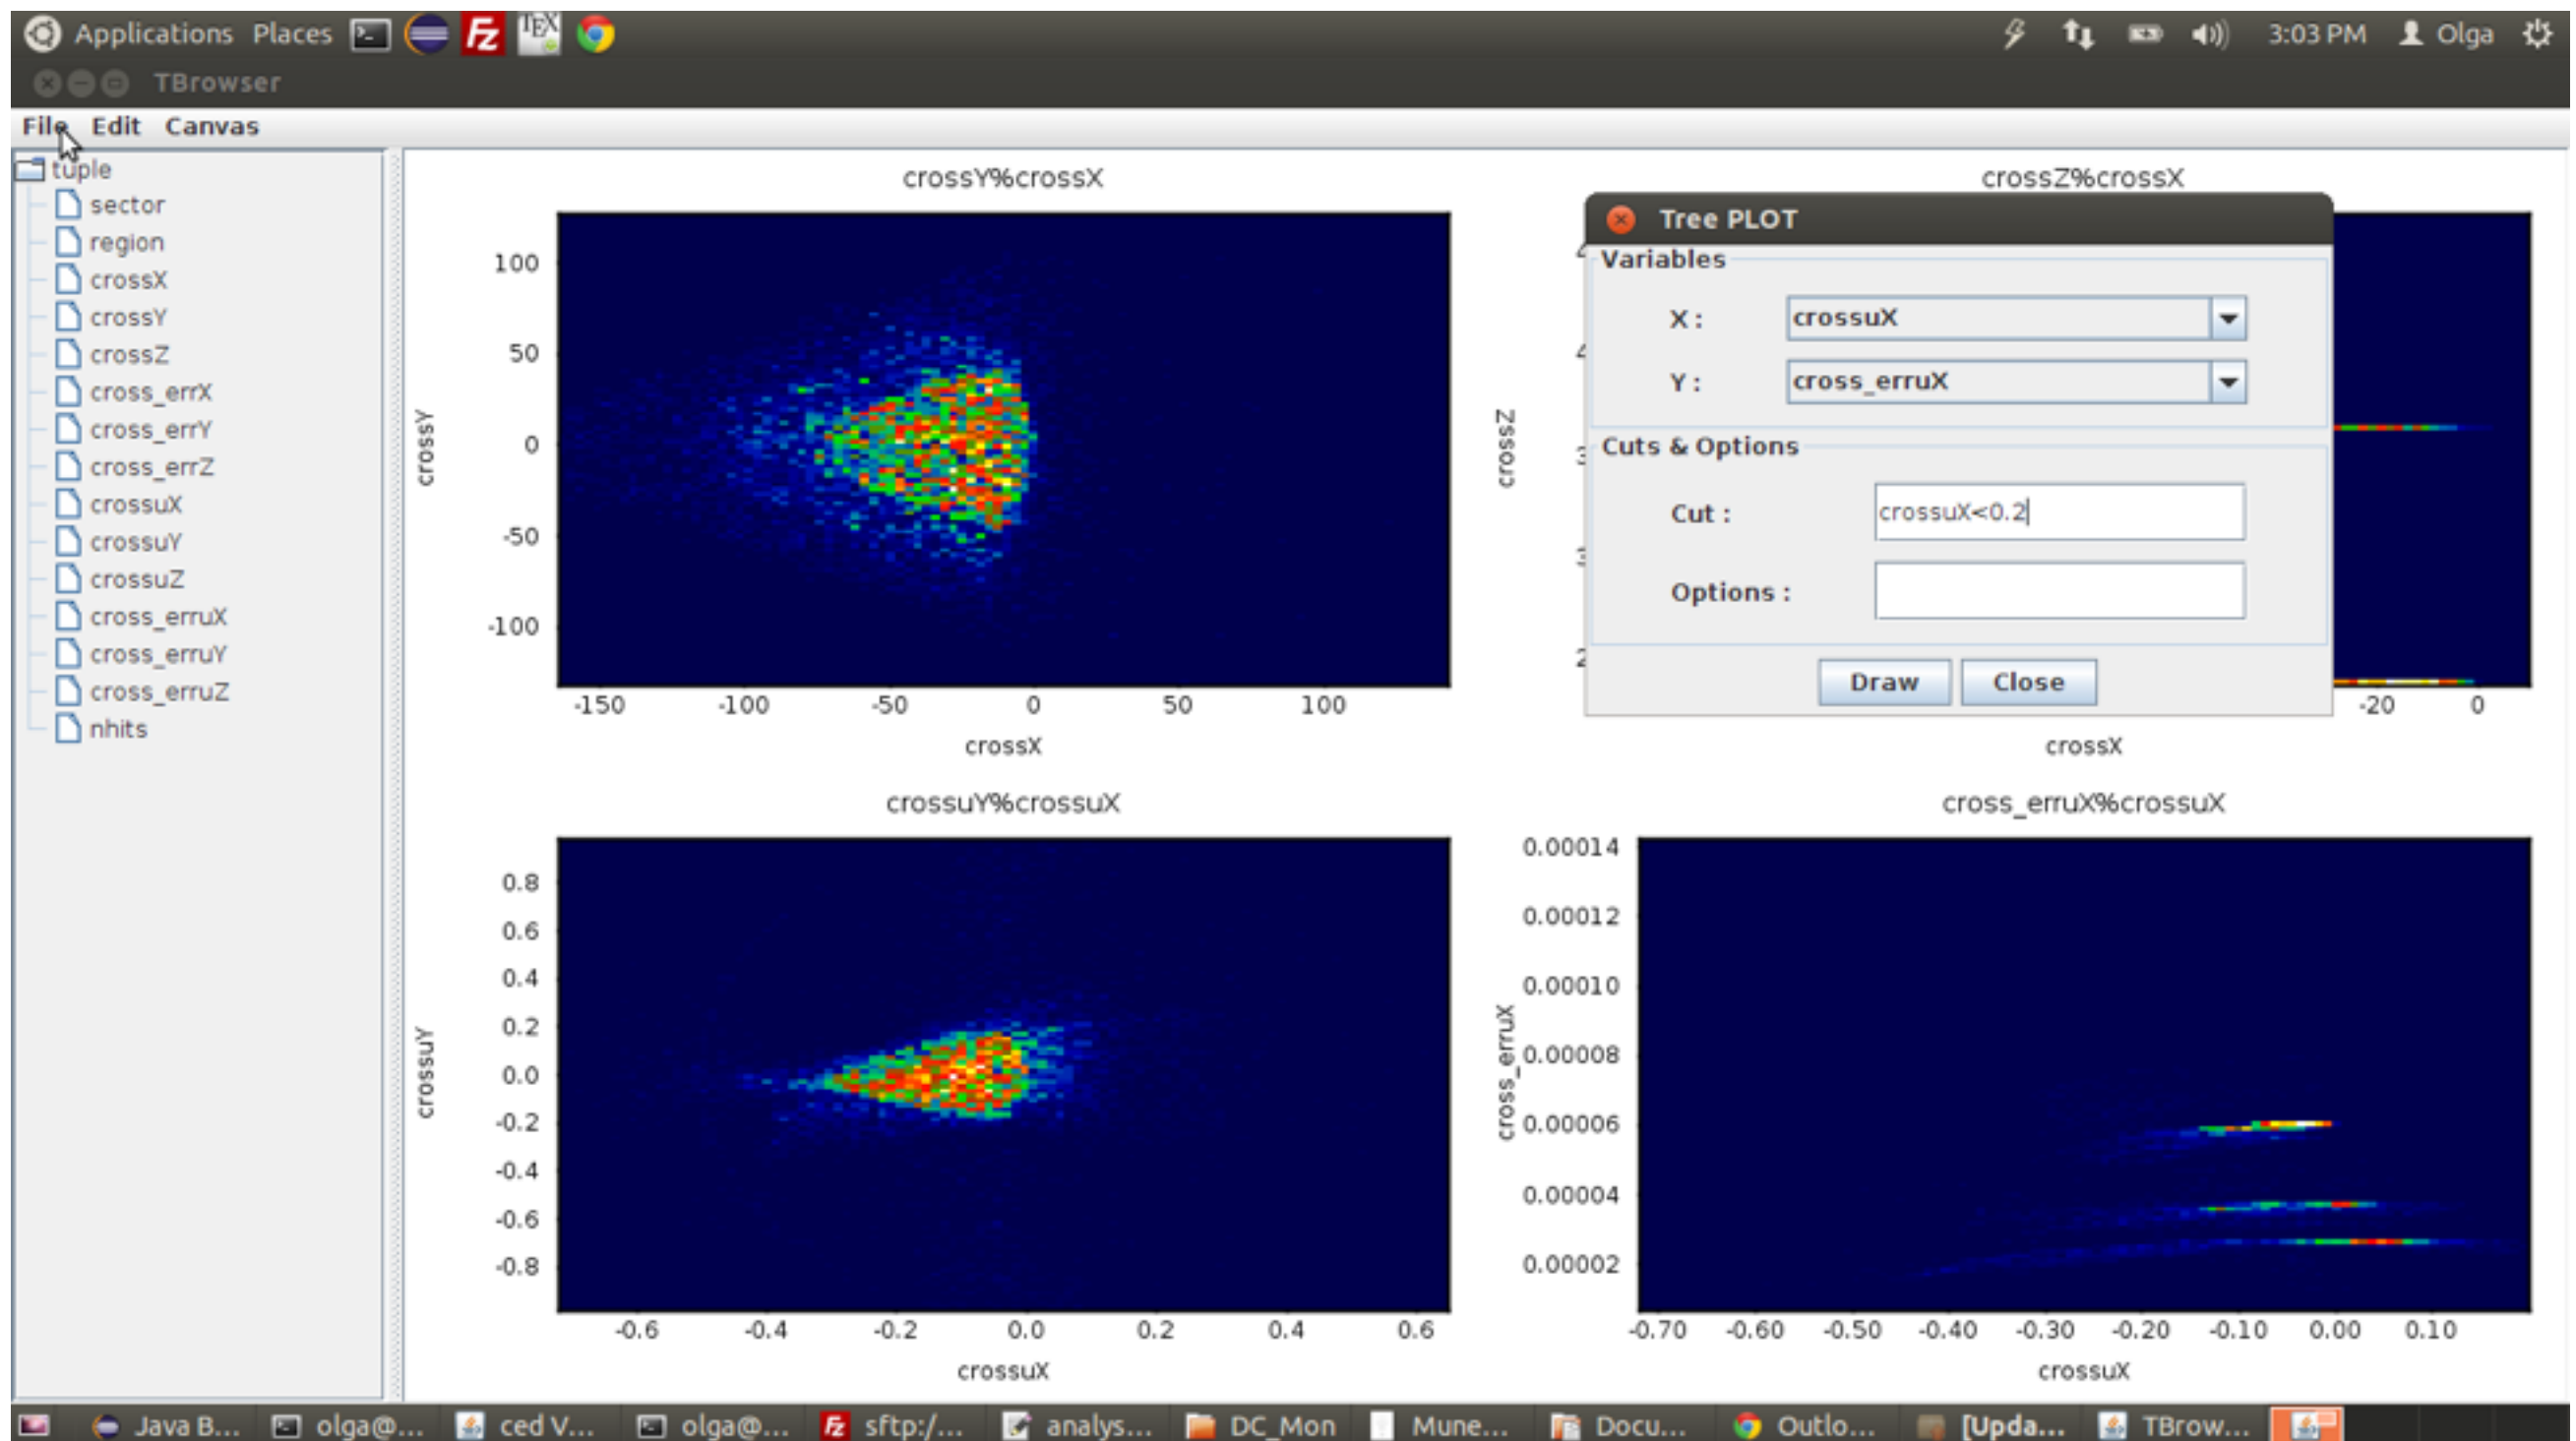 Applications Places TEX 3:03 PM Olga
TBrowser
File Edit Canvas
tuple
sector
region
crossX
crossY
crossZ
cross_errX
cross_errY
cross_errZ
crossuX
crossuY
crossuZ
cross_erruX
cross_erruY
cross_erruZ
nhits
crossY%crossX
100
50
0
-50
-100
crossY
-150 -100 -50 0 50 100
crossX
crossZ%crossX
crossZ
-20 0
crossX
Tree PLOT
Variables
X : crossuX
Y : cross_erruX
Cuts & Options
Cut : crossuX<0.2
Options :
Draw Close
crossuY%crossuX
0.8
0.6
0.4
0.2
0.0
-0.2
-0.4
-0.6
-0.8
crossuY
-0.6 -0.4 -0.2 0.0 0.2 0.4 0.6
crossuX
cross_erruX%crossuX
0.00014
0.00012
0.00010
0.00008
0.00006
0.00004
0.00002
cross_erruX
-0.70 -0.60 -0.50 -0.40 -0.30 -0.20 -0.10 0.00 0.10
crossuX
Java B... olga@... ced V... olga@... sftp:/... analys... DC_Mon Mune... Docu... Outlo... [Upda... TBrow...